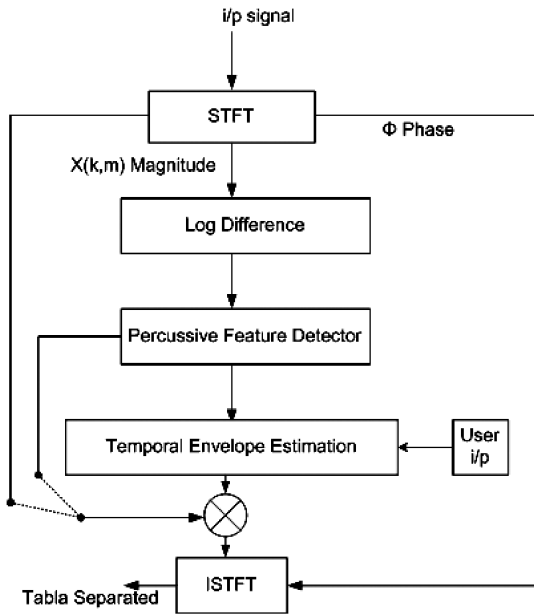 i/p signal
STFT
Φ Phase
X(k,m) Magnitude
Log Difference
Percussive Feature Detector
Temporal Envelope Estimation
User
i/p
ISTFT
Tabla Separated